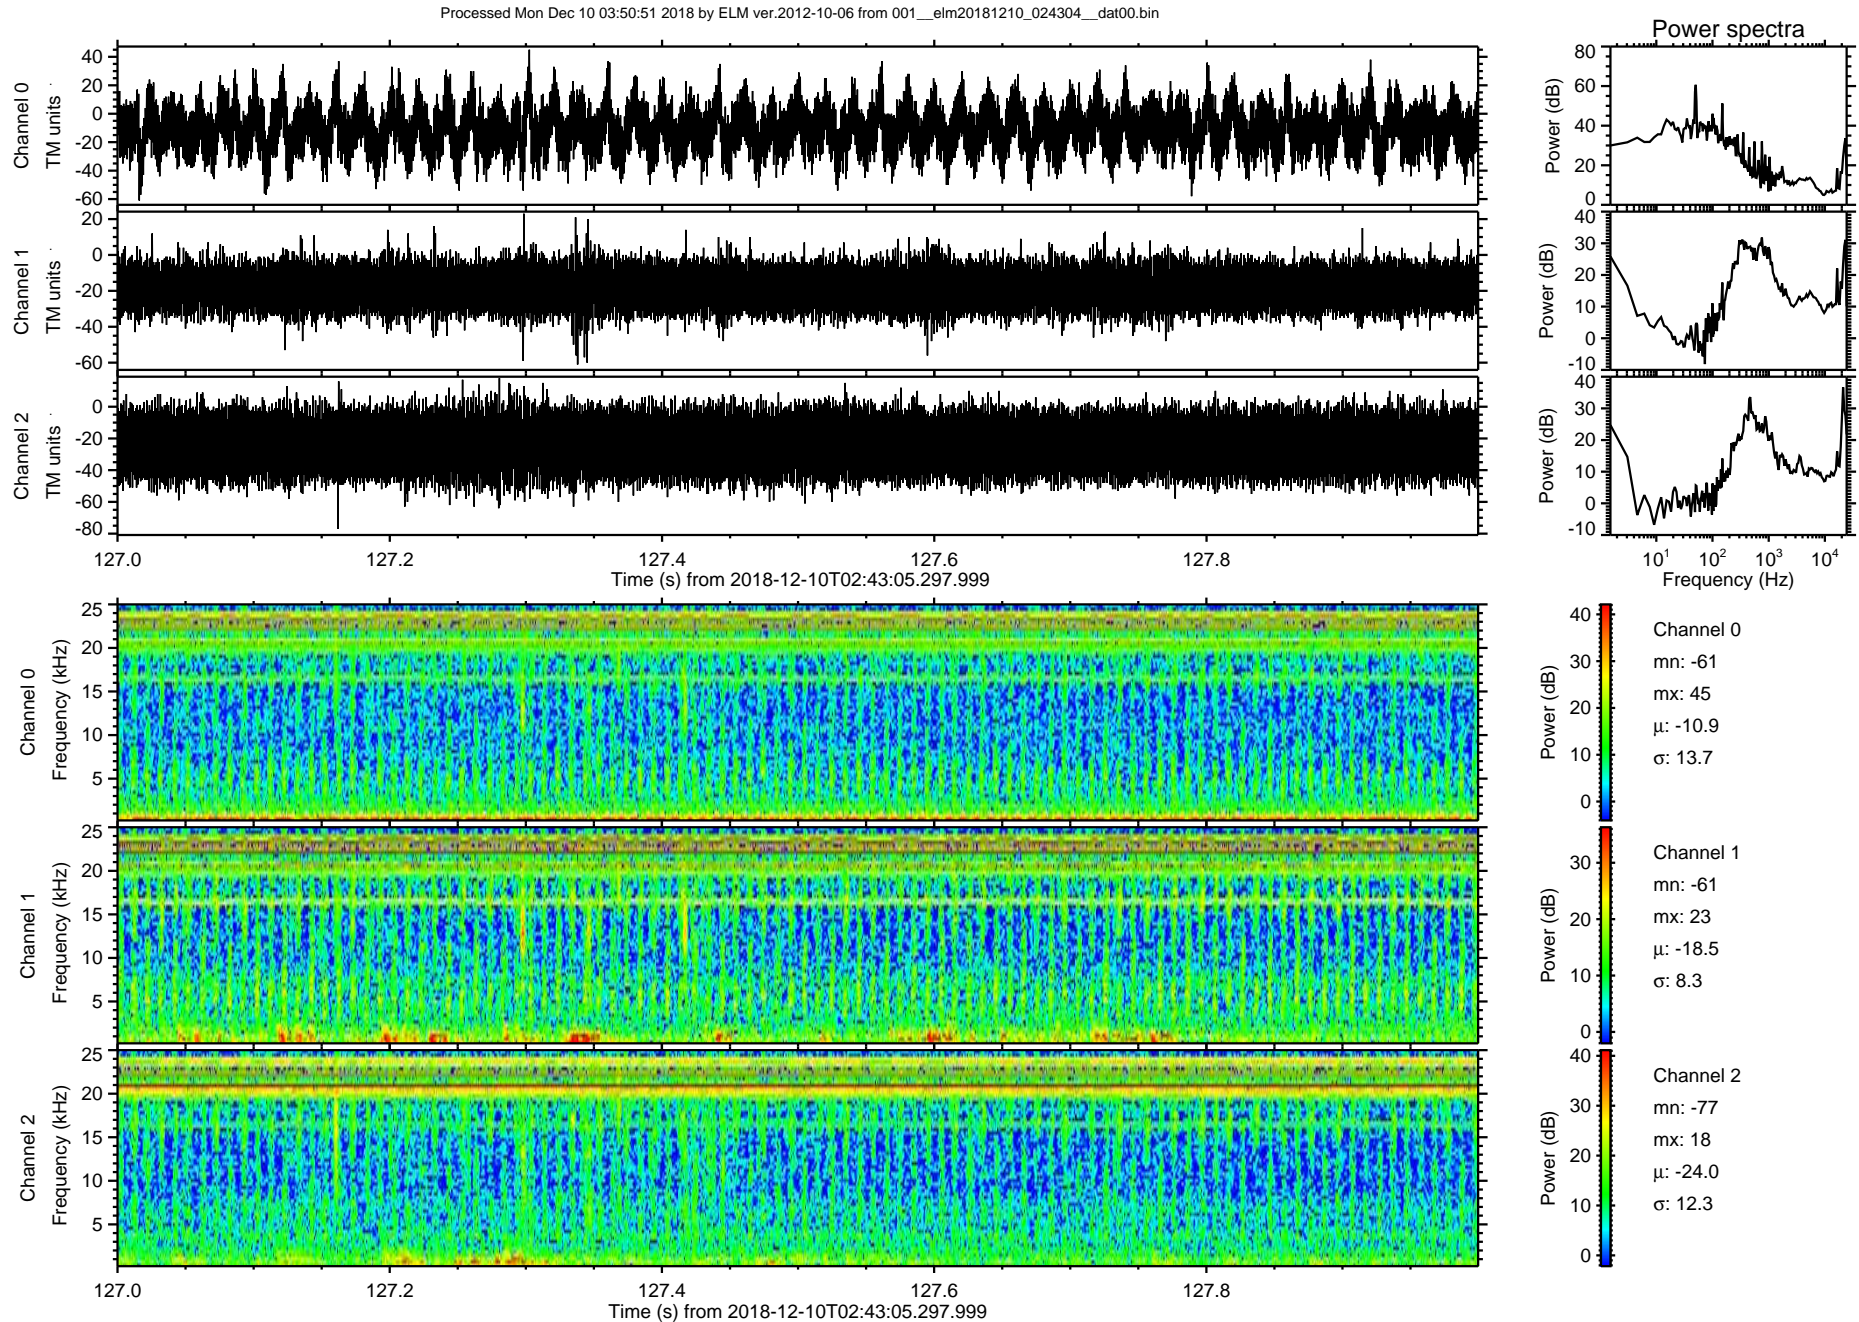 Processed Mon Dec 10 03:50:51 2018 by ELM ver.2012-10-06 from 001__elm20181210_024304__dat00.bin
Power spectra
Channel 0
TM units
40
20
0
-20
-40
-60
Power (dB)
80
60
40
20
0
Channel 1
TM units
20
0
-20
-40
-60
Power (dB)
40
30
20
10
0
-10
Channel 2
TM units
0
-20
-40
-60
-80
Power (dB)
40
30
20
10
0
-10
127.0 127.2 127.4 127.6 127.8
Time (s) from 2018-12-10T02:43:05.297.999
10^1 10^2 10^3 10^4
Frequency (Hz)
Channel 0
Frequency (kHz)
25
20
15
10
5
Power (dB)
40
30
20
10
0
Channel 0
mn: -61
mx: 45
μ: -10.9
σ: 13.7
Channel 1
Frequency (kHz)
25
20
15
10
5
Power (dB)
30
20
10
0
Channel 1
mn: -61
mx: 23
μ: -18.5
σ: 8.3
Channel 2
Frequency (kHz)
25
20
15
10
5
Power (dB)
40
30
20
10
0
Channel 2
mn: -77
mx: 18
μ: -24.0
σ: 12.3
127.0 127.2 127.4 127.6 127.8
Time (s) from 2018-12-10T02:43:05.297.999